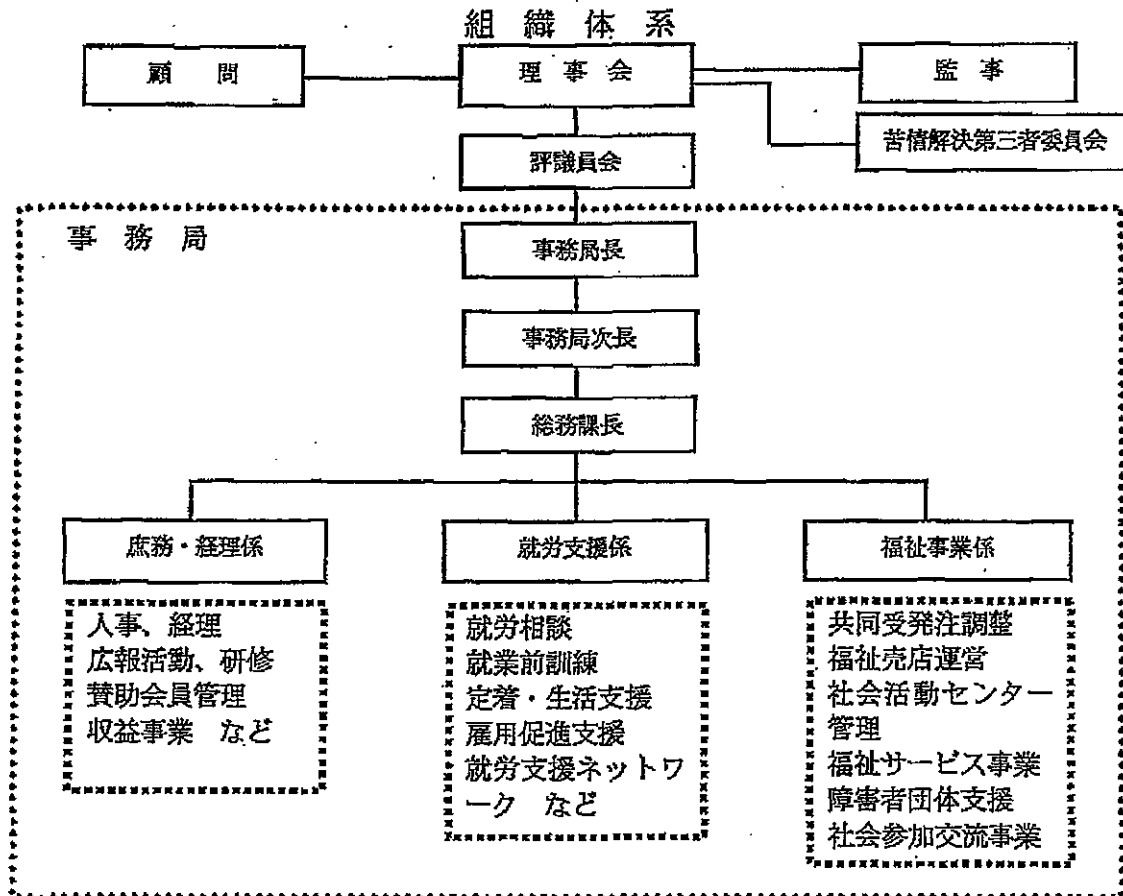 組織体系
顧問
理事会
監事
苦情解決第三者委員会
評議員会
事務局
事務局長
事務局次長
総務課長
庶務・経理係
就労支援係
福祉事業係
人事、経理
広報活動、研修
賛助会員管理
収益事業 など
就労相談
就業前訓練
定着・生活支援
雇用促進支援
就労支援ネットワ
ーク など
共同受発注調整
福祉売店運営
社会活動センター
管理
福祉サービス事業
障害者団体支援
社会参加交流事業